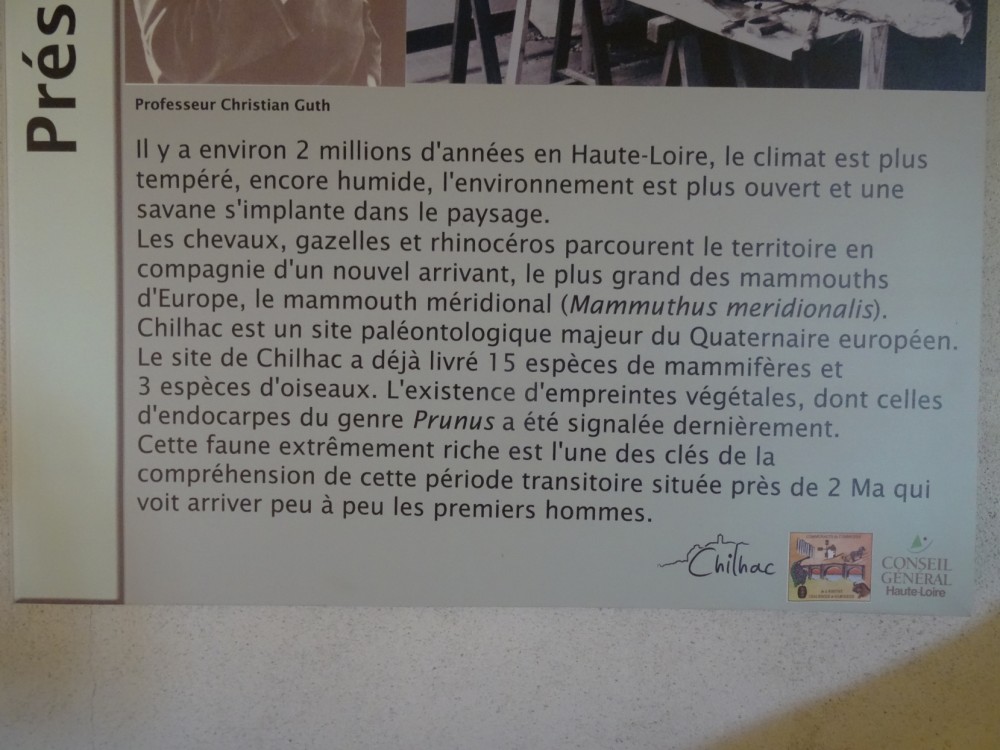 Prés
Professeur Christian Guth
Il y a environ 2 millions d'années en Haute-Loire, le climat est plus
tempéré, encore humide, l'environnement est plus ouvert et une
savane s'implante dans le paysage.
Les chevaux, gazelles et rhinocéros parcourent le territoire en
compagnie d'un nouvel arrivant, le plus grand des mammouths
d'Europe, le mammouth méridional (Mammuthus meridionalis).
Chilhac est un site paléontologique majeur du Quaternaire européen.
Le site de Chilhac a déjà livré 15 espèces de mammifères et
3 espèces d'oiseaux. L'existence d'empreintes végétales, dont celles
d'endocarpes du genre Prunus a été signalée dernièrement.
Cette faune extrêmement riche est l'une des clés de la
compréhension de cette période transitoire située près de 2 Ma qui
voit arriver peu à peu les premiers hommes.
Chilhac
CONSEIL
GÉNÉRAL
Haute-Loire